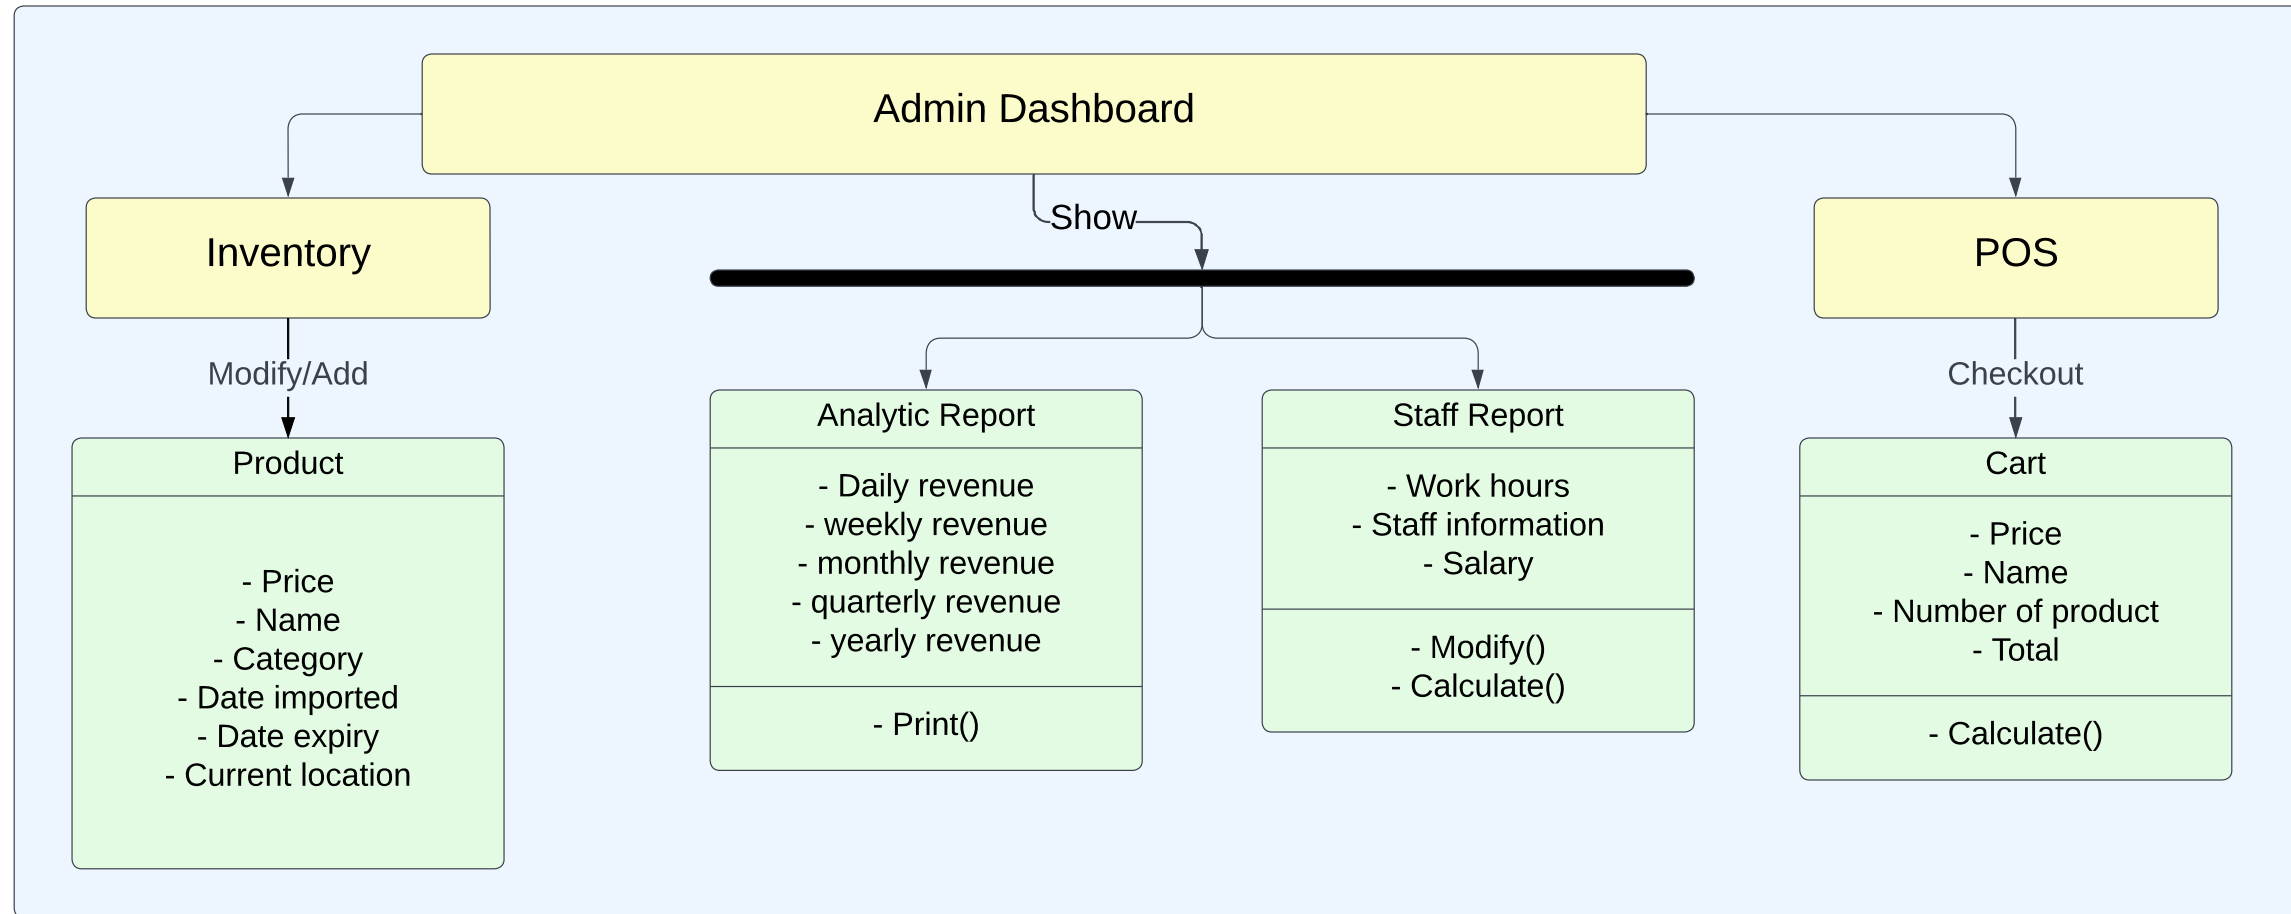 Admin Dashboard
Inventory
Show
POS
Modify/Add
Checkout
Product
- Price
- Name
- Category
- Date imported
- Date expiry
- Current location
Analytic Report
- Daily revenue
- weekly revenue
- monthly revenue
- quarterly revenue
- yearly revenue
- Print()
Staff Report
- Work hours
- Staff information
- Salary
- Modify()
- Calculate()
Cart
- Price
- Name
- Number of product
- Total
- Calculate()